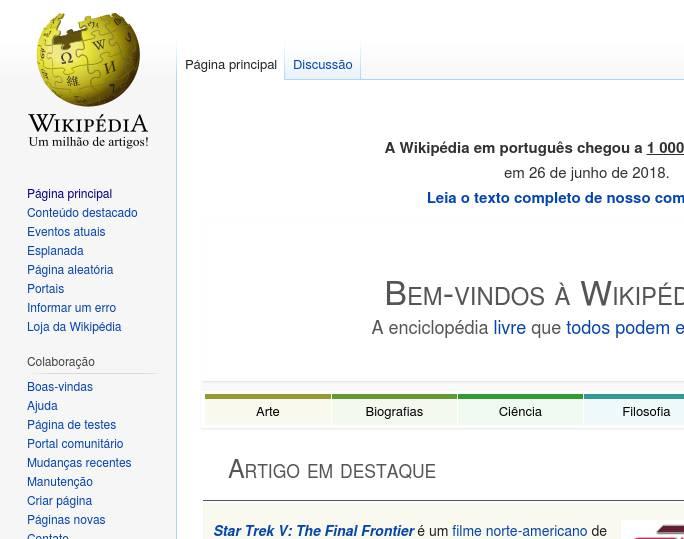 WIKIPÉDIA
Um milhão de artigos!
Página principal
Conteúdo destacado
Eventos atuais
Esplanada
Página aleatória
Portais
Informar um erro
Loja da Wikipédia
Colaboração
Boas-vindas
Ajuda
Página de testes
Portal comunitário
Mudanças recentes
Manutenção
Criar página
Páginas novas
Contato
Página principal Discussão
A Wikipédia em português chegou a 1 000
em 26 de junho de 2018.
Leia o texto completo de nosso com
Bem-vindos à Wikipéd
A enciclopédia livre que todos podem e
Arte Biografias Ciência Filosofia
Artigo em destaque
Star Trek V: The Final Frontier é um filme norte-americano de